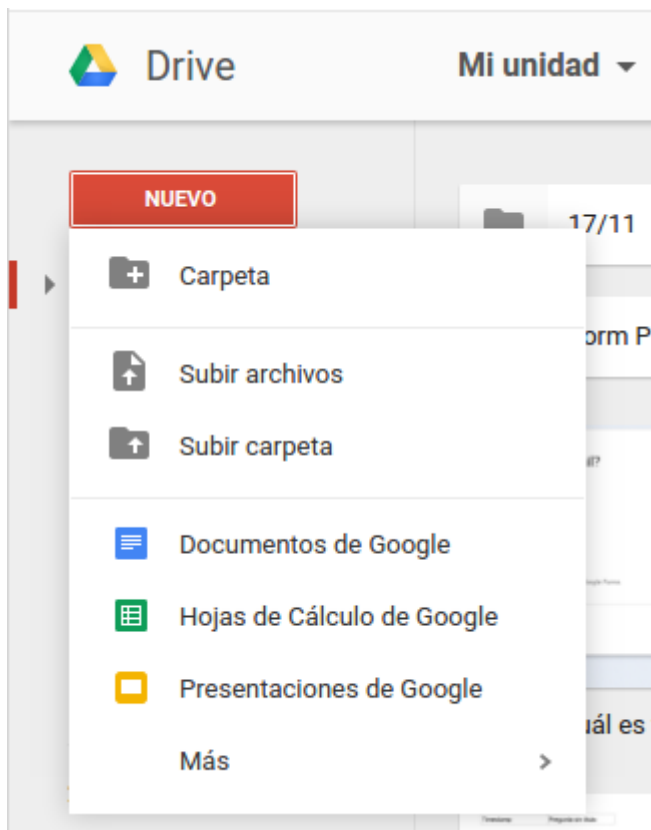 Drive
Mi unidad
NUEVO
17/11
Carpeta
orm P
Subir archivos
Subir carpeta
Documentos de Google
Hojas de Cálculo de Google
Presentaciones de Google
uál es
Más